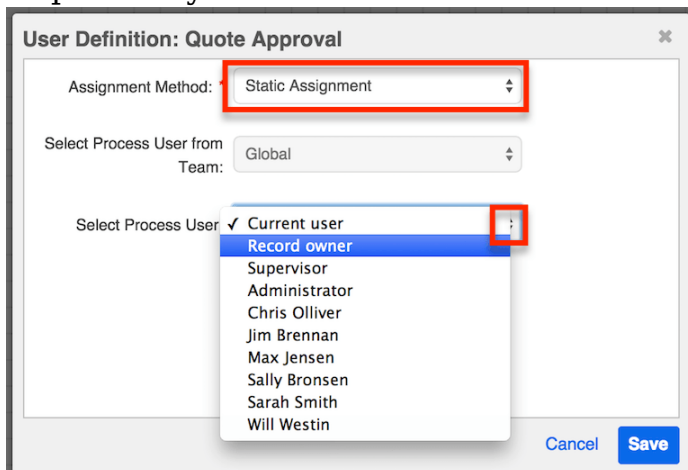 User Definition: Quote Approval ×
Assignment Method: * Static Assignment
Select Process User from
Team: Global
Select Process User ✓ Current user
Record owner
Supervisor
Administrator
Chris Olliver
Jim Brennan
Max Jensen
Sally Bronsen
Sarah Smith
Will Westin
Cancel Save